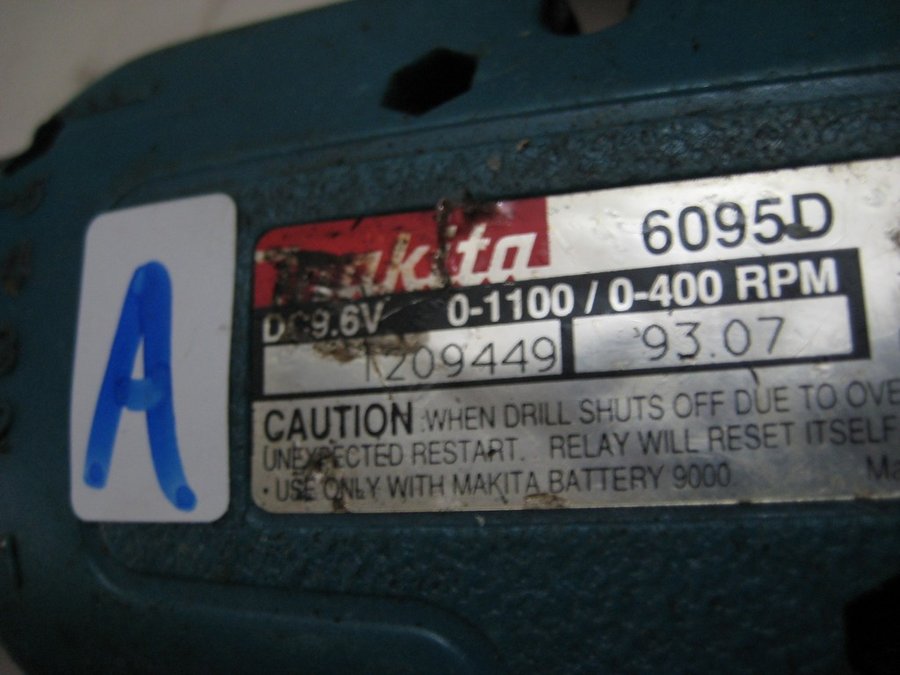 A
Makita 6095D
DC9.6V 0-1100 / 0-400 RPM
1209449 '93.07
CAUTION :WHEN DRILL SHUTS OFF DUE TO OVE
UNEXPECTED RESTART. RELAY WILL RESET ITSELF
· USE ONLY WITH MAKITA BATTERY 9000 Ma